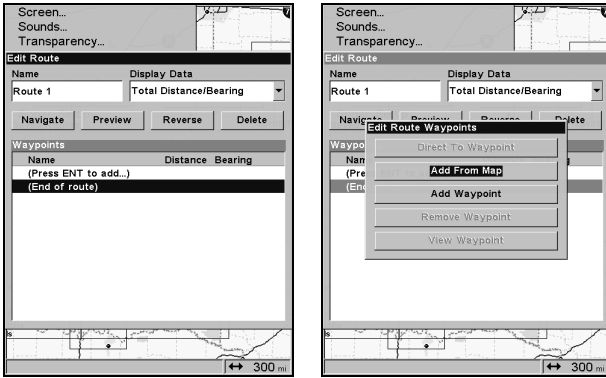 Screen...
Sounds...
Transparency...
Edit Route
Name Display Data
Route 1 Total Distance/Bearing
Navigate Preview Reverse Delete
Waypoints
Name Distance Bearing
(Press ENT to add...)
(End of route)
300 mi
Screen...
Sounds...
Transparency...
Edit Route
Name Display Data
Route 1 Total Distance/Bearing
Edit Route Waypoints
Direct To Waypoint
Add From Map
Add Waypoint
Remove Waypoint
View Waypoint
300 mi